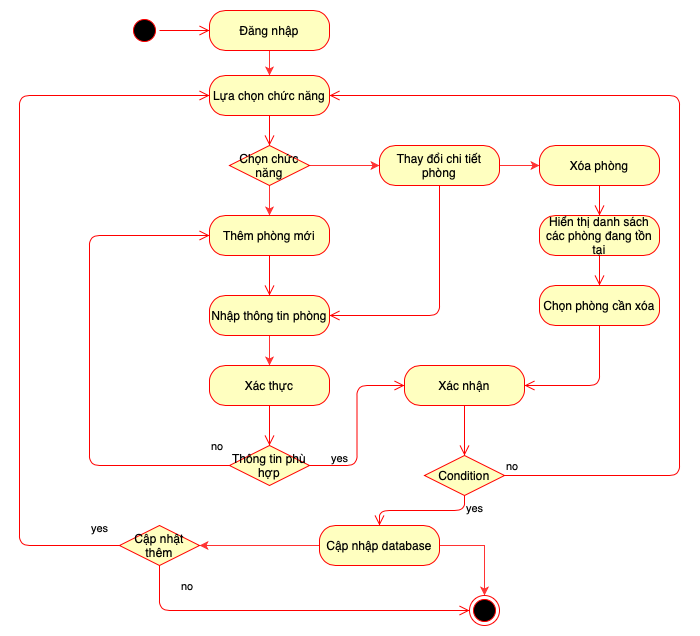 Đăng nhập
Lựa chọn chức năng
Chọn chức
năng
Thay đổi chi tiết
phòng
Xóa phòng
Thêm phòng mới
Hiển thị danh sách
các phòng đang tồn
tai
Nhập thông tin phòng
Chọn phòng cần xóa
Xác thực
Xác nhận
no
Thông tin phù
hợp
yes
Condition
no
yes
yes
Cập nhật
thêm
Cập nhập database
no